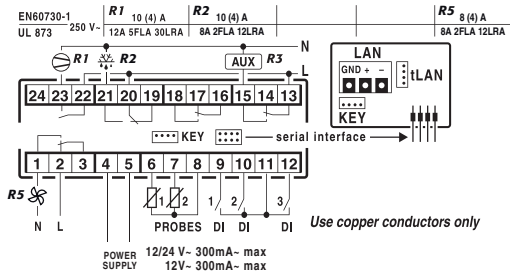 EN60730-1 R1 10 (4) A R2 10 (4) A R5 8 (4) A
UL 873 250 V~ 12A 5FLA 30LRA 8A 2FLA 12LRA 8A 2FLA 12LRA
N
R1 R2 AUX R3
L
LAN
GND + −
tLAN
KEY
24 23 22 21 20 19 18 17 16 15 14 13
KEY serial interface
1 2 3 4 5 6 7 8 9 10 11 12
R5 1 2 1 2 3
N L PROBES DI DI DI
Use copper conductors only
POWER SUPPLY
12/24 V~ 300mA~ max
12V~ 300mA~ max